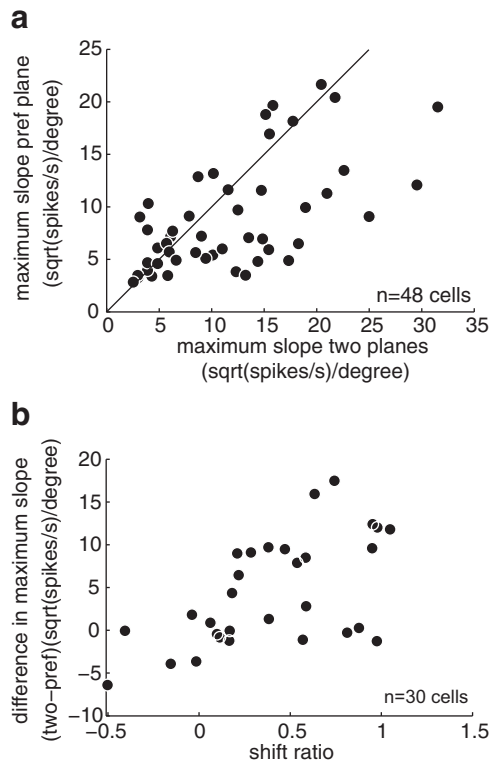 a
maximum slope pref plane
(sqrt(spikes/s)/degree)
25
20
15
10
5
0
n=48 cells
0 5 10 15 20 25 30 35
maximum slope two planes
(sqrt(spikes/s)/degree)
b
difference in maximum slope
(two−pref)(sqrt(spikes/s)/degree)
20
15
10
5
0
−5
−10
n=30 cells
−0.5 0 0.5 1 1.5
shift ratio